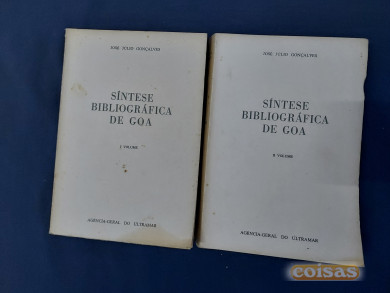 JOSÉ JÚLIO GONÇALVES
SÍNTESE
BIBLIOGRÁFICA
DE GOA
I VOLUME
AGÊNCIA-GERAL DO ULTRAMAR
JOSÉ JÚLIO GONÇALVES
SÍNTESE
BIBLIOGRÁFICA
DE GOA
II VOLUME
AGÊNCIA-GERAL DO ULTRAMAR
coisas